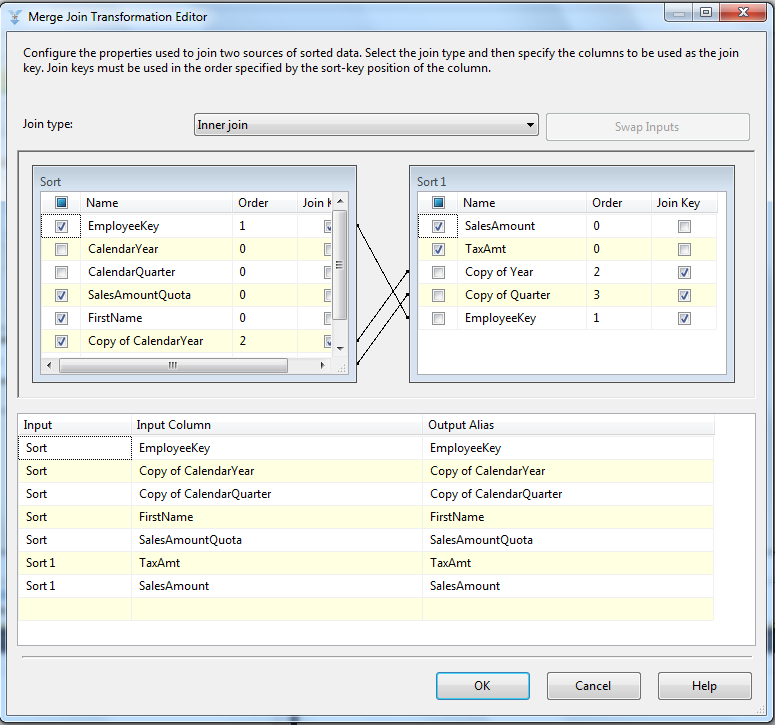 Merge Join Transformation Editor
Configure the properties used to join two sources of sorted data. Select the join type and then specify the columns to be used as the join
key. Join keys must be used in the order specified by the sort-key position of the column.
Join type: Inner join Swap Inputs
Sort
Name Order Join K
EmployeeKey 1
CalendarYear 0
CalendarQuarter 0
SalesAmountQuota 0
FirstName 0
Copy of CalendarYear 2
Sort 1
Name Order Join Key
SalesAmount 0
TaxAmt 0
Copy of Year 2
Copy of Quarter 3
EmployeeKey 1
Input Input Column Output Alias
Sort EmployeeKey EmployeeKey
Sort Copy of CalendarYear Copy of CalendarYear
Sort Copy of CalendarQuarter Copy of CalendarQuarter
Sort FirstName FirstName
Sort SalesAmountQuota SalesAmountQuota
Sort 1 TaxAmt TaxAmt
Sort 1 SalesAmount SalesAmount
OK Cancel Help